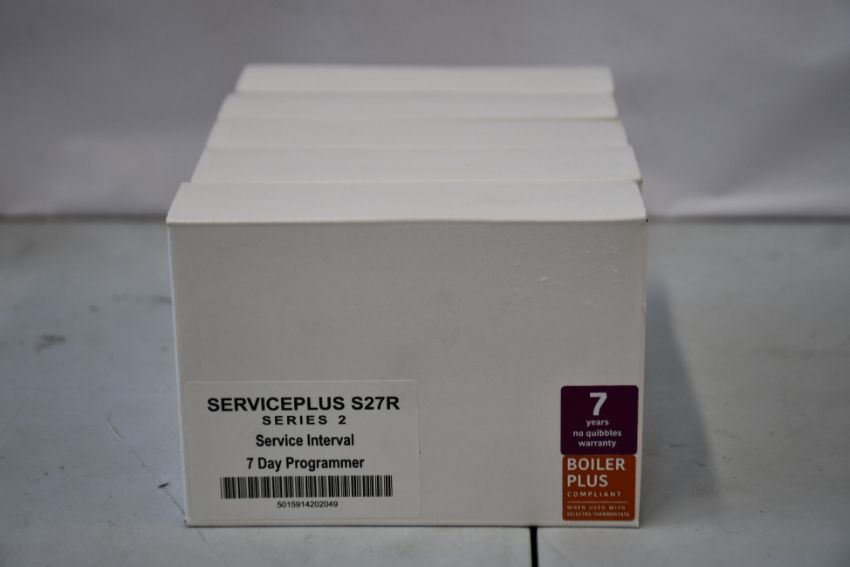 SERVICEPLUS S27R
SERIES 2
Service Interval
7 Day Programmer
5015914202049
7
years
no quibbles
warranty
BOILER
PLUS
COMPLIANT
WHEN USED WITH
SELECTED THERMOSTATS